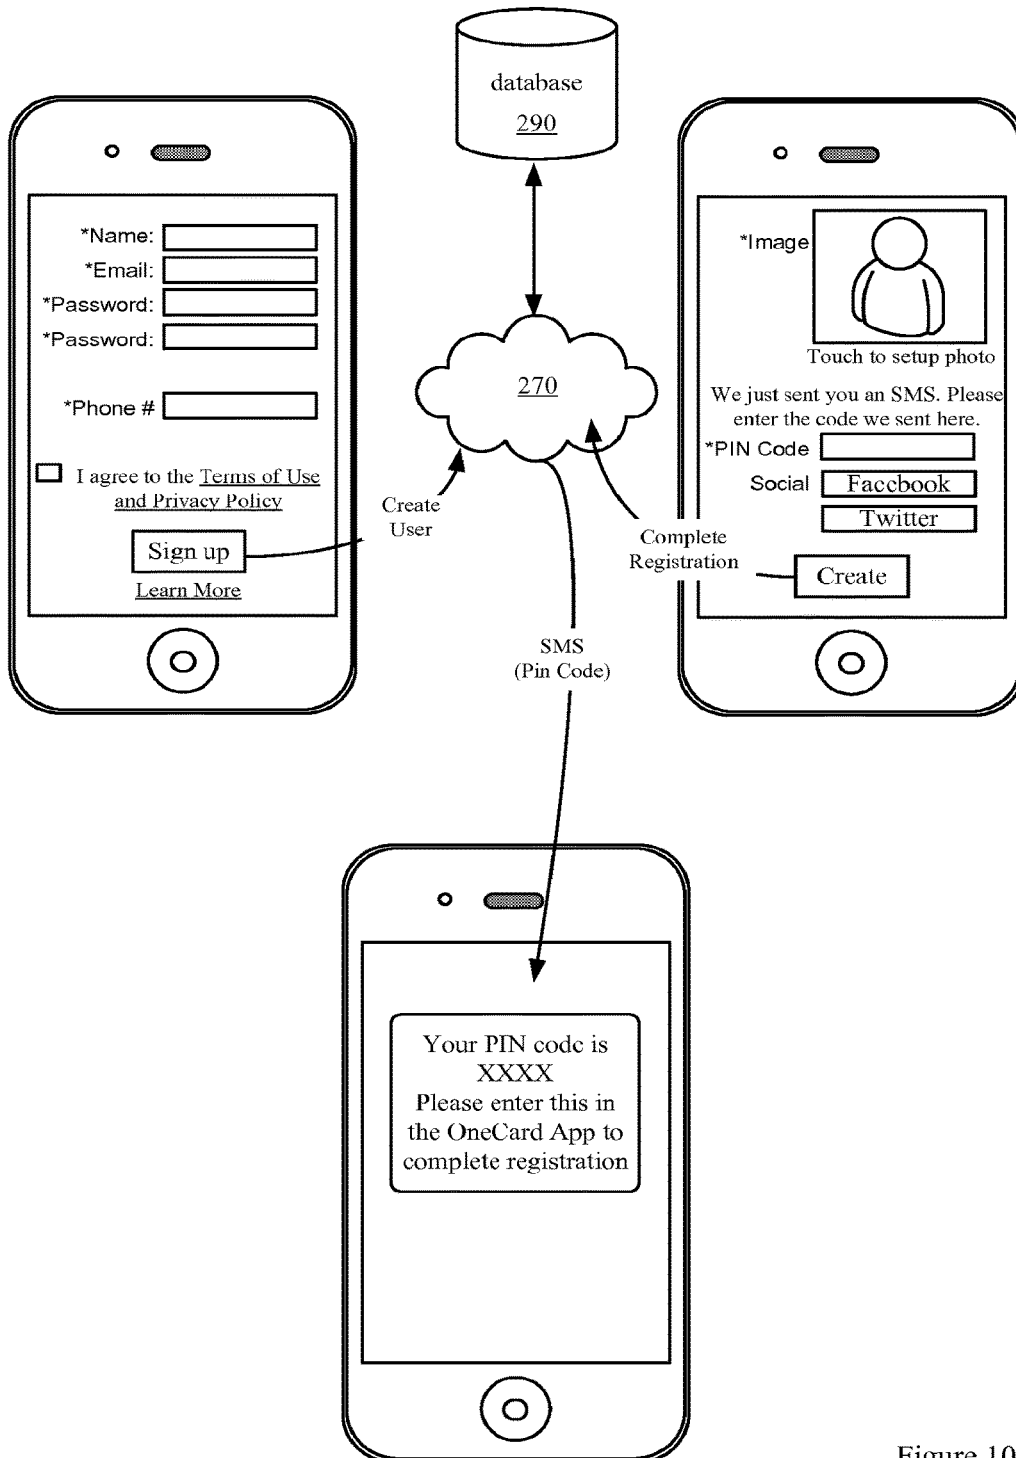 database
290
*Name:
*Email:
*Password:
*Password:
*Phone #
I agree to the Terms of Use
and Privacy Policy
Sign up
Learn More
270
Create
User
Complete
Registration
SMS
(Pin Code)
*Image
Touch to setup photo
We just sent you an SMS. Please
enter the code we sent here.
*PIN Code
Social
Facebook
Twitter
Create
Your PIN code is
XXXX
Please enter this in
the OneCard App to
complete registration
Figure 10